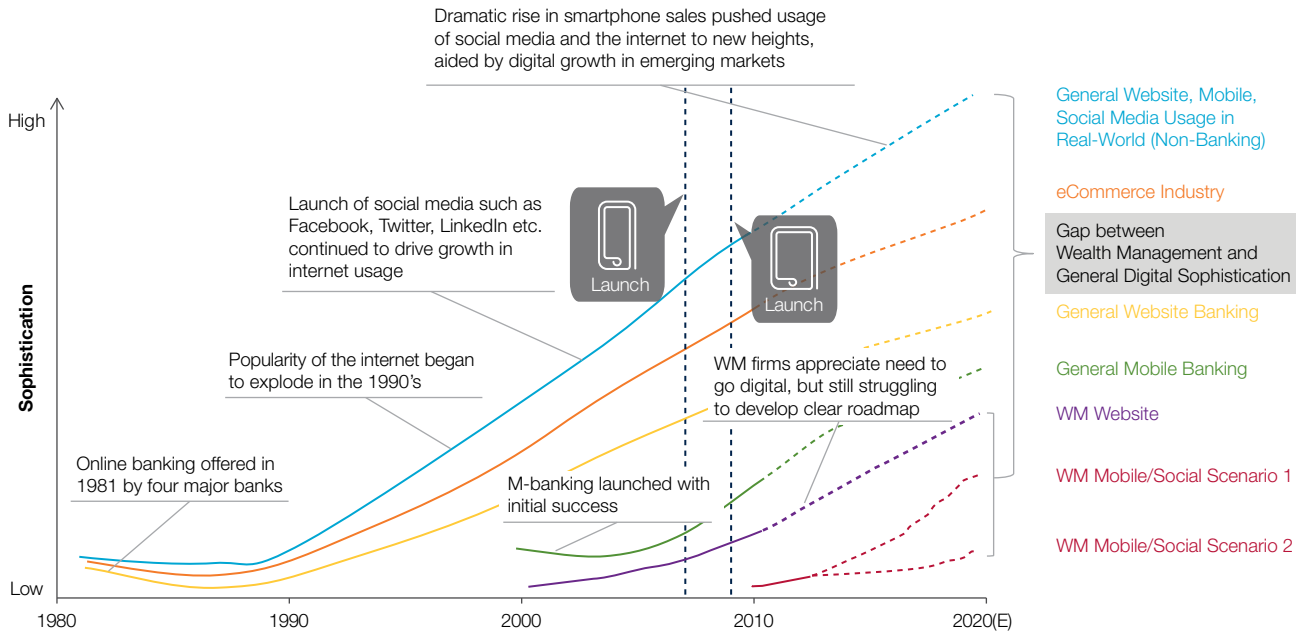 Dramatic rise in smartphone sales pushed usage
of social media and the internet to new heights,
aided by digital growth in emerging markets
High
General Website, Mobile,
Social Media Usage in
Real-World (Non-Banking)
Launch of social media such as
Facebook, Twitter, LinkedIn etc.
continued to drive growth in
internet usage
Launch
Launch
eCommerce Industry
Gap between
Wealth Management and
General Digital Sophistication
General Website Banking
Sophistication
Popularity of the internet began
to explode in the 1990's
WM firms appreciate need to
go digital, but still struggling
to develop clear roadmap
General Mobile Banking
WM Website
Online banking offered in
1981 by four major banks
M-banking launched with
initial success
WM Mobile/Social Scenario 1
WM Mobile/Social Scenario 2
Low
1980
1990
2000
2010
2020(E)